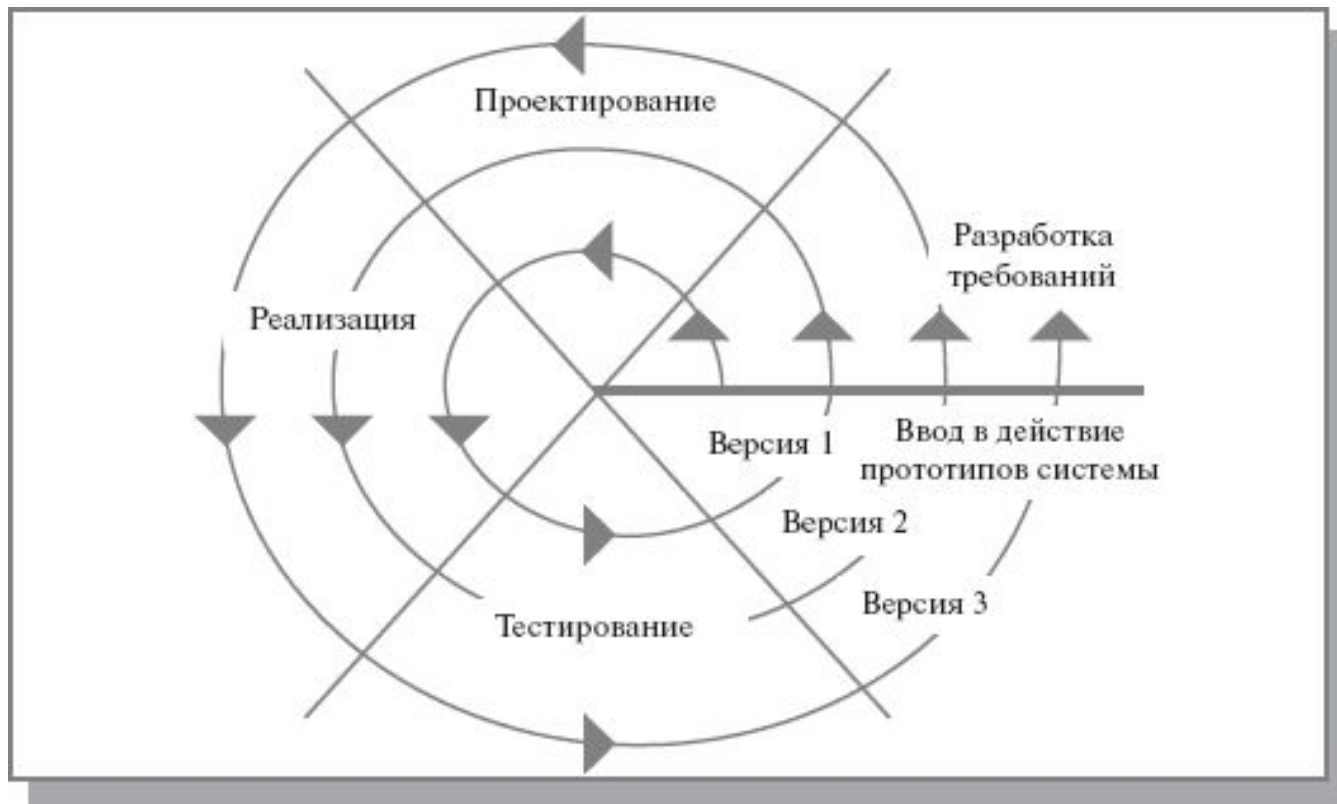 Проектирование
Разработка
требований
Реализация
Ввод в действие
прототипов системы
Версия 1
Версия 2
Версия 3
Тестирование